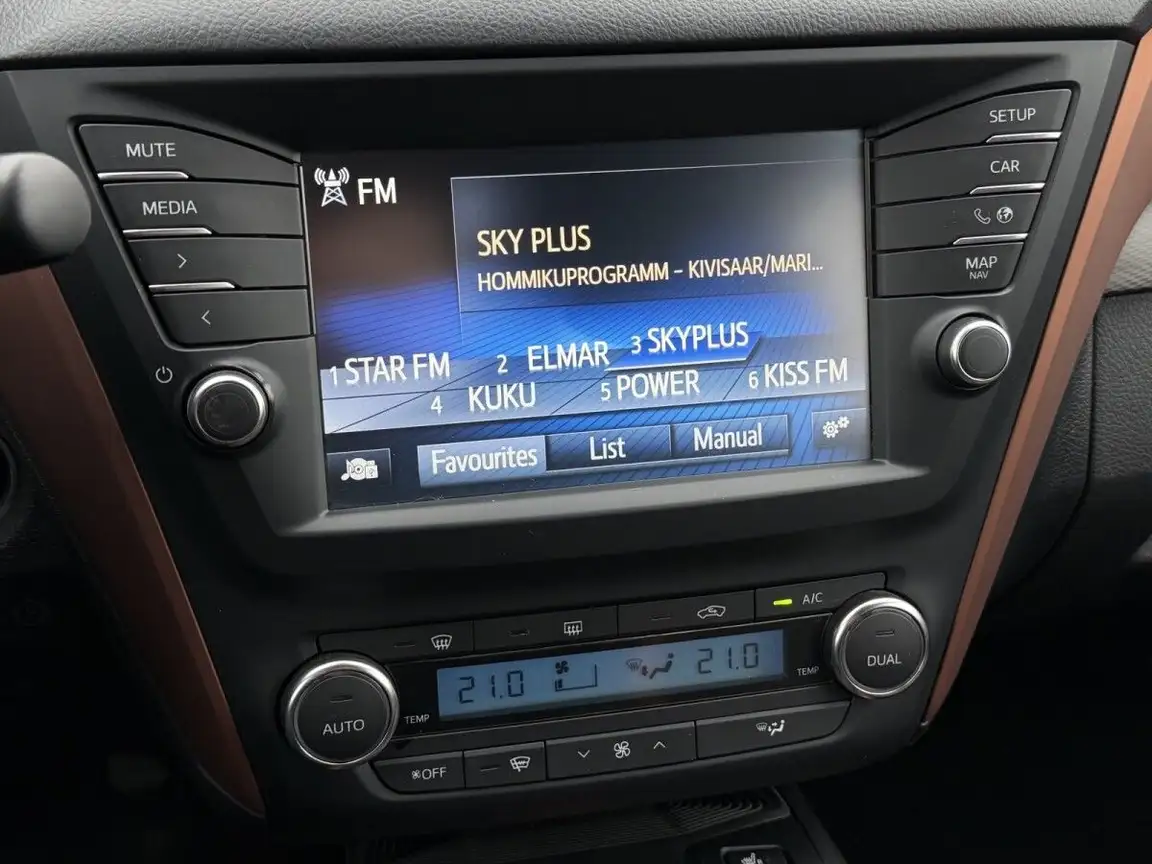 MUTE
MEDIA
FM
SKY PLUS
HOMMIKUPROGRAMM – KIVISAAR/MARI...
1 STAR FM
2 ELMAR
3 SKYPLUS
4 KUKU
5 POWER
6 KISS FM
Favourites
List
Manual
SETUP
CAR
MAP
NAV
A/C
21.0
21.0
AUTO
TEMP
TEMP
DUAL
OFF